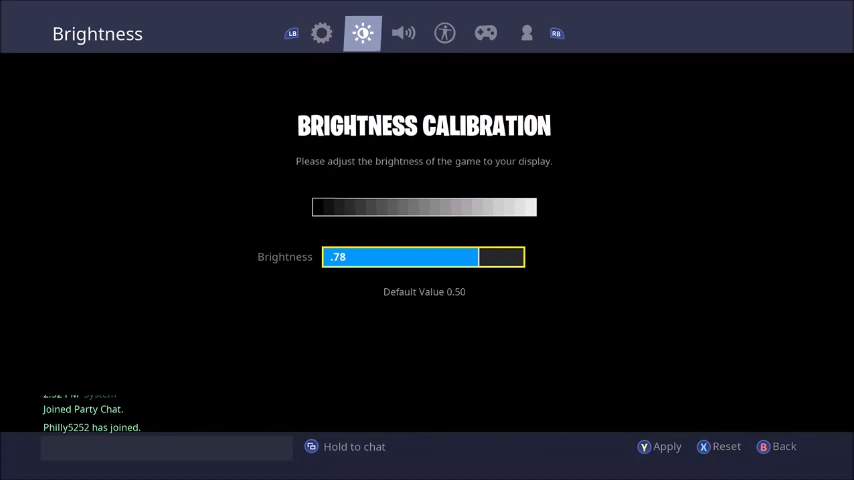 Brightness
LB
RB
BRIGHTNESS CALIBRATION
Please adjust the brightness of the game to your display.
Brightness
.78
Default Value 0.50
Joined Party Chat.
Philly5252 has joined.
Hold to chat
Y Apply
X Reset
B Back